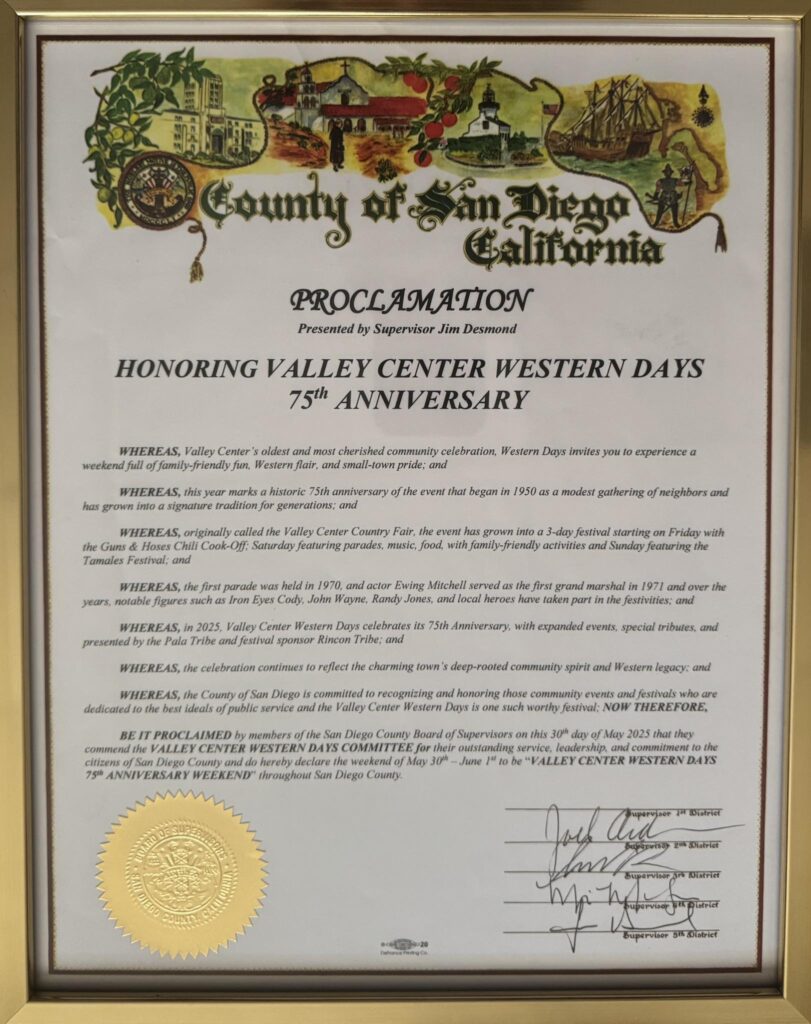 County of San Diego
California
PROCLAMATION
Presented by Supervisor Jim Desmond
HONORING VALLEY CENTER WESTERN DAYS
75th ANNIVERSARY
WHEREAS, Valley Center's oldest and most cherished community celebration, Western Days invites you to experience a
weekend full of family-friendly fun, Western flair, and small-town pride; and
WHEREAS, this year marks a historic 75th anniversary of the event that began in 1950 as a modest gathering of neighbors and
has grown into a signature tradition for generations; and
WHEREAS, originally called the Valley Center Country Fair, the event has grown into a 3-day festival starting on Friday with
the Guns & Hoses Chili Cook-Off; Saturday featuring parades, music, food, with family-friendly activities and Sunday featuring the
Tamales Festival; and
WHEREAS, the first parade was held in 1970, and actor Ewing Mitchell served as the first grand marshal in 1971 and over the
years, notable figures such as Iron Eyes Cody, John Wayne, Randy Jones, and local heroes have taken part in the festivities; and
WHEREAS, in 2025, Valley Center Western Days celebrates its 75th Anniversary, with expanded events, special tributes, and
presented by the Pala Tribe and festival sponsor Rincon Tribe; and
WHEREAS, the celebration continues to reflect the charming town's deep-rooted community spirit and Western legacy; and
WHEREAS, the County of San Diego is committed to recognizing and honoring those community events and festivals who are
dedicated to the best ideals of public service and the Valley Center Western Days is one such worthy festival; NOW THEREFORE,
BE IT PROCLAIMED by members of the San Diego County Board of Supervisors on this 30th day of May 2025 that they
commend the VALLEY CENTER WESTERN DAYS COMMITTEE for their outstanding service, leadership, and commitment to the
citizens of San Diego County and do hereby declare the weekend of May 30th – June 1st to be "VALLEY CENTER WESTERN DAYS
75th ANNIVERSARY WEEKEND" throughout San Diego County.
BOARD OF SUPERVISORS
SAN DIEGO COUNTY, CALIFORNIA
Supervisor 1st District
Supervisor 2nd District
Supervisor 3rd District
Supervisor 4th District
Supervisor 5th District
20
Defiance Printing Co.